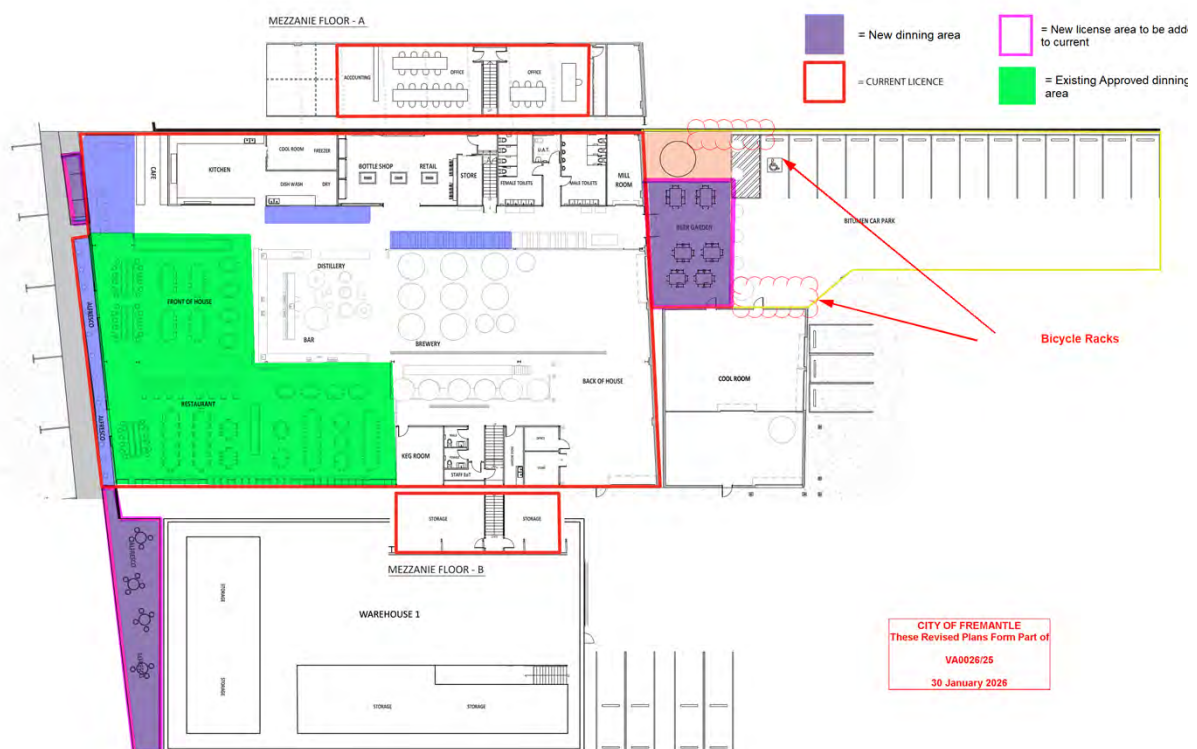 MEZZANIE FLOOR - A
= New dinning area
= New license area to be adde
to current
= CURRENT LICENCE
= Existing Approved dinning
area
ACCOUNTING
OFFICE
OFFICE
CAFE
KITCHEN
COOL ROOM
FREEZER
DISH WASH
DRY
BOTTLE SHOP
RETAIL
STORE
FEMALE TOILETS
U.A.T.
MALE TOILETS
MILL
ROOM
BEER GARDEN
BITUMEN CAR PARK
ALFRESCO
FRONT OF HOUSE
DISTILLERY
BAR
BREWERY
BACK OF HOUSE
COOL ROOM
Bicycle Racks
ALFRESCO
RESTAURANT
KEG ROOM
STAFF
STORAGE
STORAGE
MEZZANIE FLOOR - B
ALFRESCO
STORAGE
WAREHOUSE 1
STORAGE
STORAGE
STORAGE
CITY OF FREMANTLE
These Revised Plans Form Part of
VA0026/25
30 January 2026